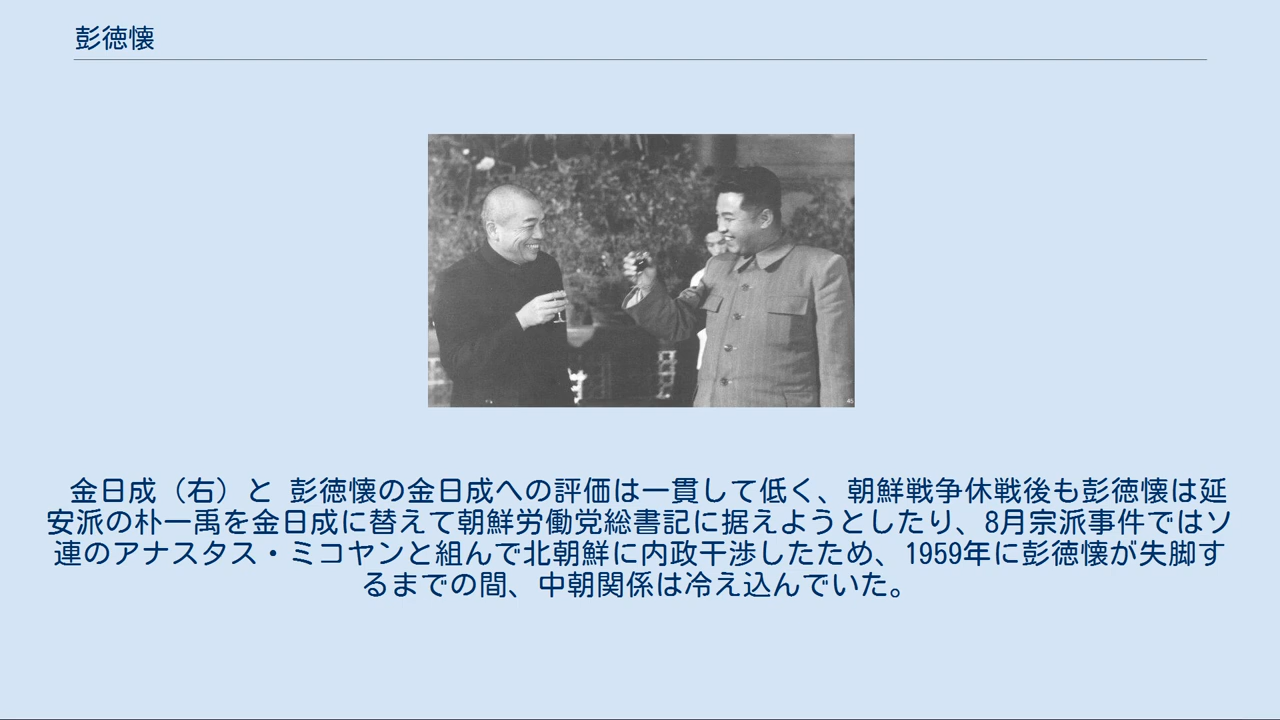 彭徳懐
金日成（右）と 彭徳懐の金日成への評価は一貫して低く、朝鮮戦争休戦後も彭徳懐は延
安派の朴一禹を金日成に替えて朝鮮労働党総書記に据えようとしたり、8月宗派事件ではソ
連のアナスタス・ミコヤンと組んで北朝鮮に内政干渉したため、1959年に彭徳懐が失脚す
るまでの間、中朝関係は冷え込んでいた。